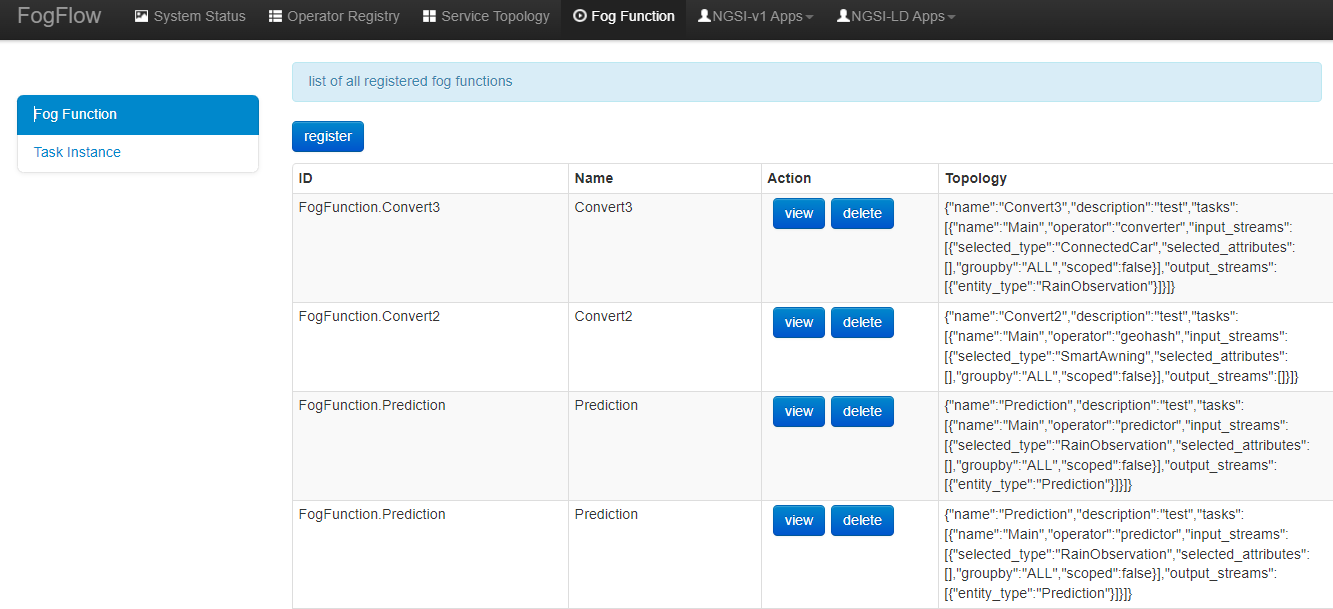 FogFlow System Status Operator Registry Service Topology Fog Function NGSI-v1 Apps NGSI-LD Apps
list of all registered fog functions
Fog Function
Task Instance
register
ID Name Action Topology
FogFunction.Convert3 Convert3 view delete {"name":"Convert3","description":"test","tasks":
[{"name":"Main","operator":"converter","input_streams":
[{"selected_type":"ConnectedCar","selected_attributes":
[],"groupby":"ALL","scoped":false}],"output_streams":
[{"entity_type":"RainObservation"}]}]}
FogFunction.Convert2 Convert2 view delete {"name":"Convert2","description":"test","tasks":
[{"name":"Main","operator":"geohash","input_streams":
[{"selected_type":"SmartAwning","selected_attributes":
[],"groupby":"ALL","scoped":false}],"output_streams":[]}]}
FogFunction.Prediction Prediction view delete {"name":"Prediction","description":"test","tasks":
[{"name":"Main","operator":"predictor","input_streams":
[{"selected_type":"RainObservation","selected_attributes":
[],"groupby":"ALL","scoped":false}],"output_streams":
[{"entity_type":"Prediction"}]}]}
FogFunction.Prediction Prediction view delete {"name":"Prediction","description":"test","tasks":
[{"name":"Main","operator":"predictor","input_streams":
[{"selected_type":"RainObservation","selected_attributes":
[],"groupby":"ALL","scoped":false}],"output_streams":
[{"entity_type":"Prediction"}]}]}